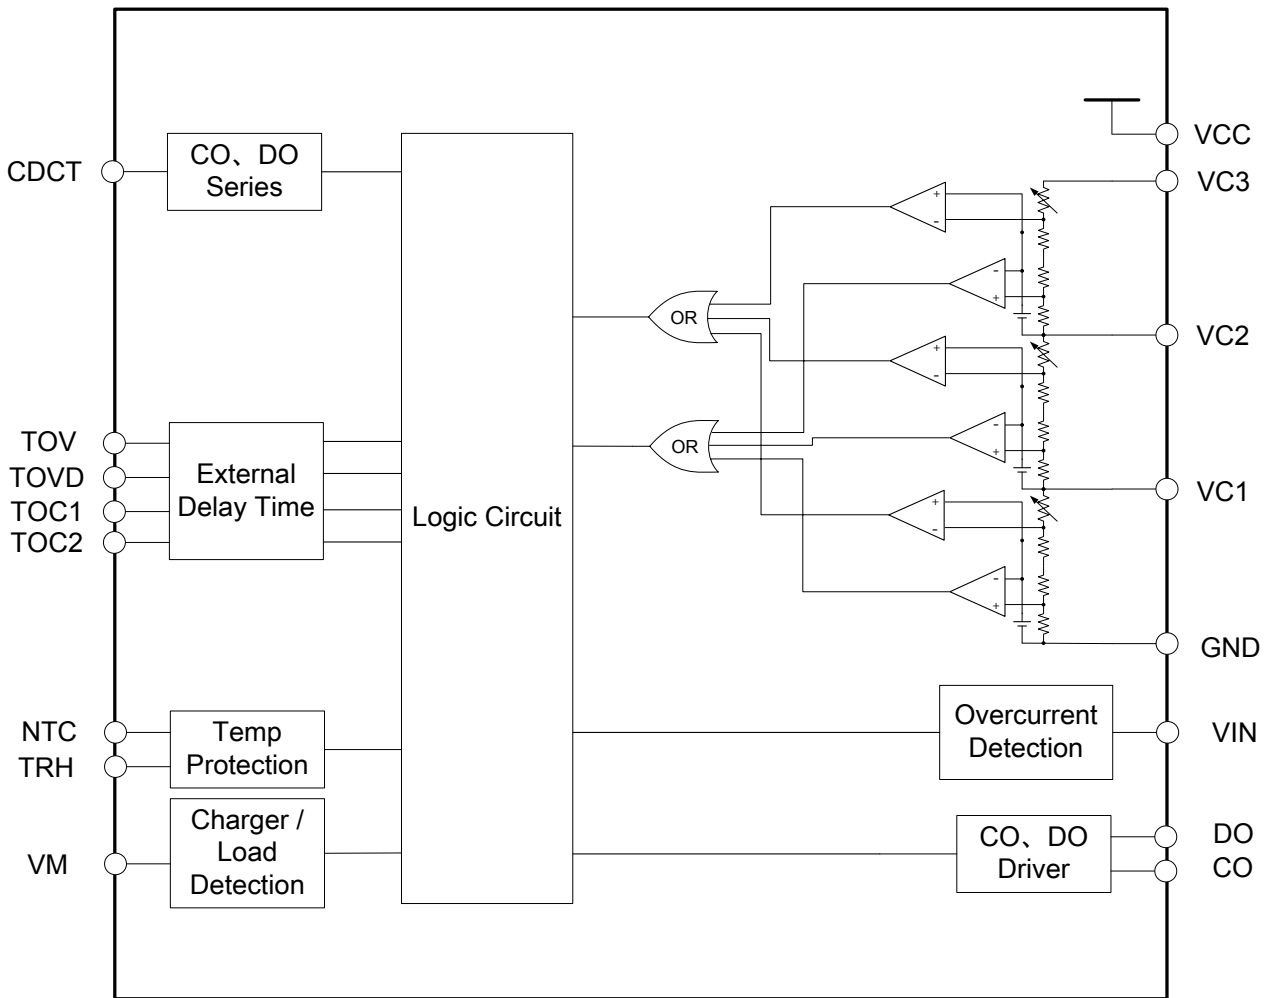 CDCT
CO、DO
Series
TOV
TOVD
TOC1
TOC2
External
Delay Time
NTC
TRH
Temp
Protection
VM
Charger /
Load
Detection
Logic Circuit
OR
OR
+
-
-
+
+
-
-
+
+
-
-
+
VCC
VC3
VC2
VC1
GND
Overcurrent
Detection
VIN
CO、DO
Driver
DO
CO